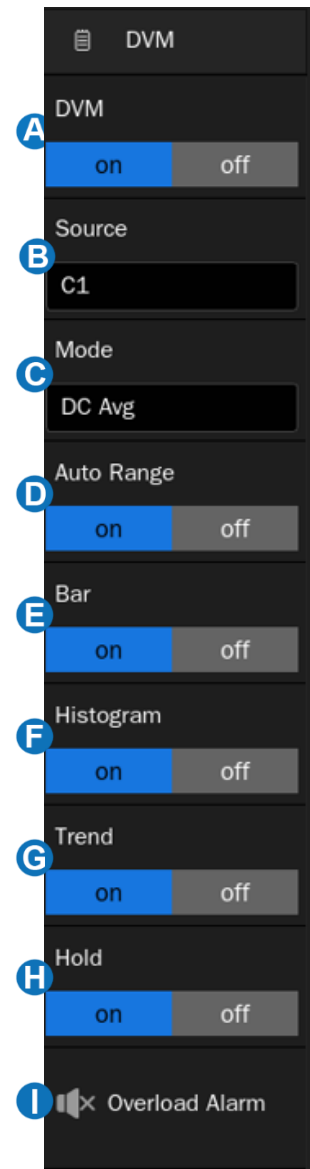 DVM
A DVM
on off
B Source
C1
C Mode
DC Avg
D Auto Range
on off
E Bar
on off
F Histogram
on off
G Trend
on off
H Hold
on off
I Overload Alarm